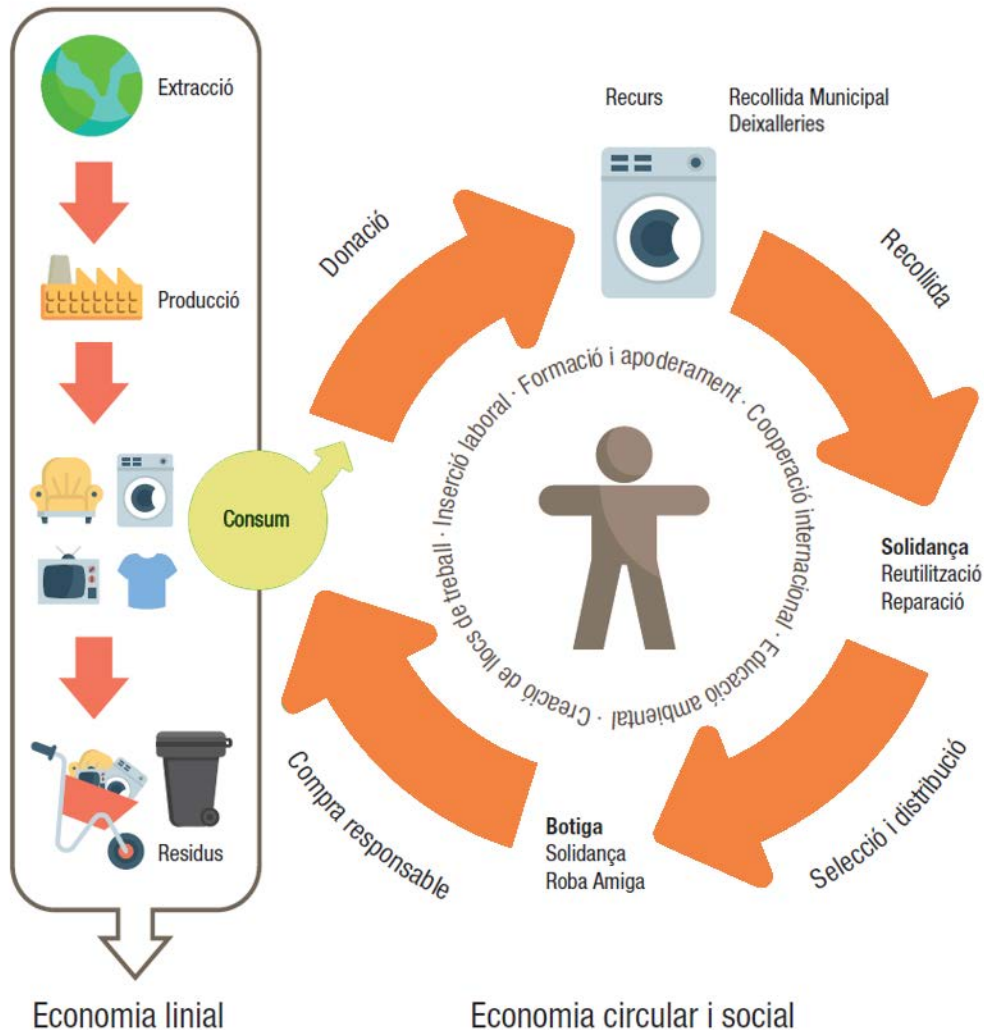 Extracció
Producció
Consum
Residus
Economia linial
Donació
Recurs
Recollida Municipal
Deixalleries
Recollida
Solidança
Reutilització
Reparació
Selecció i distribució
Botiga
Solidança
Roba Amiga
Compra responsable
Inserció laboral · Formació i apoderament · Cooperació internacional · Educació ambiental · Creació de llocs de treball ·
Economia circular i social